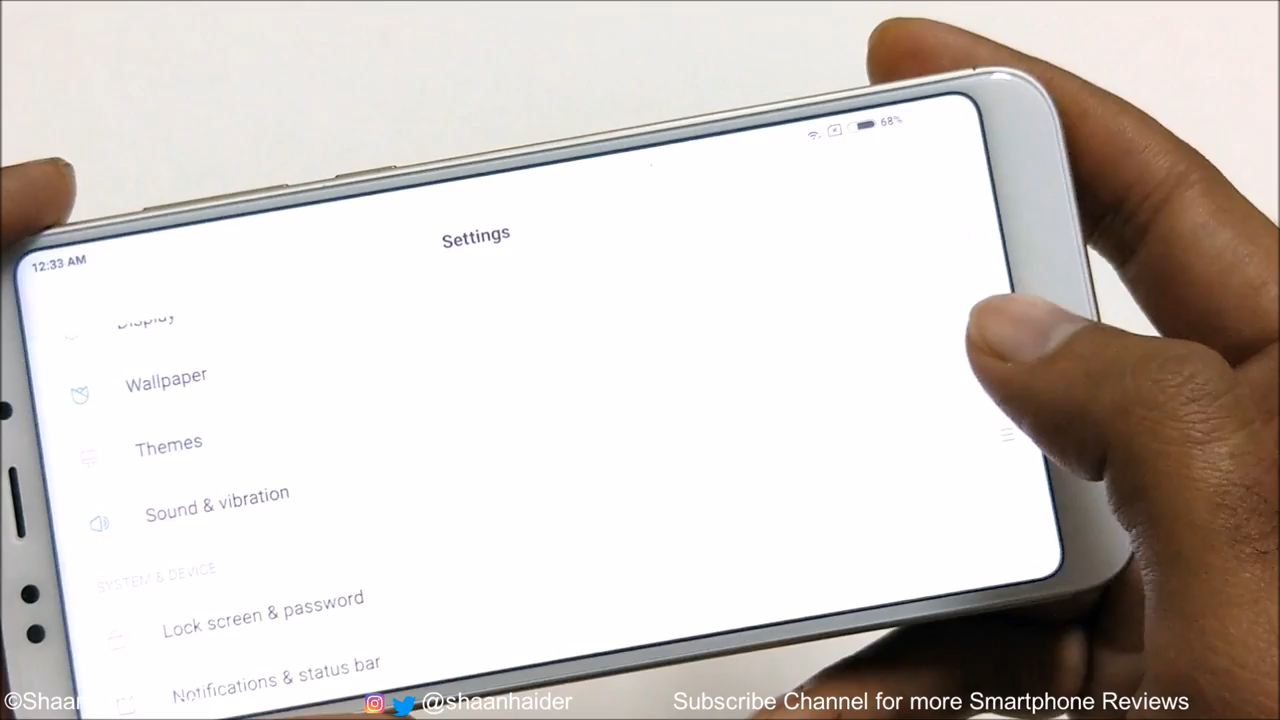 68%
12:33 AM
Settings
Display
Wallpaper
Themes
Sound & vibration
SYSTEM & DEVICE
Lock screen & password
Notifications & status bar
@shaanhaider
Subscribe Channel for more Smartphone Reviews